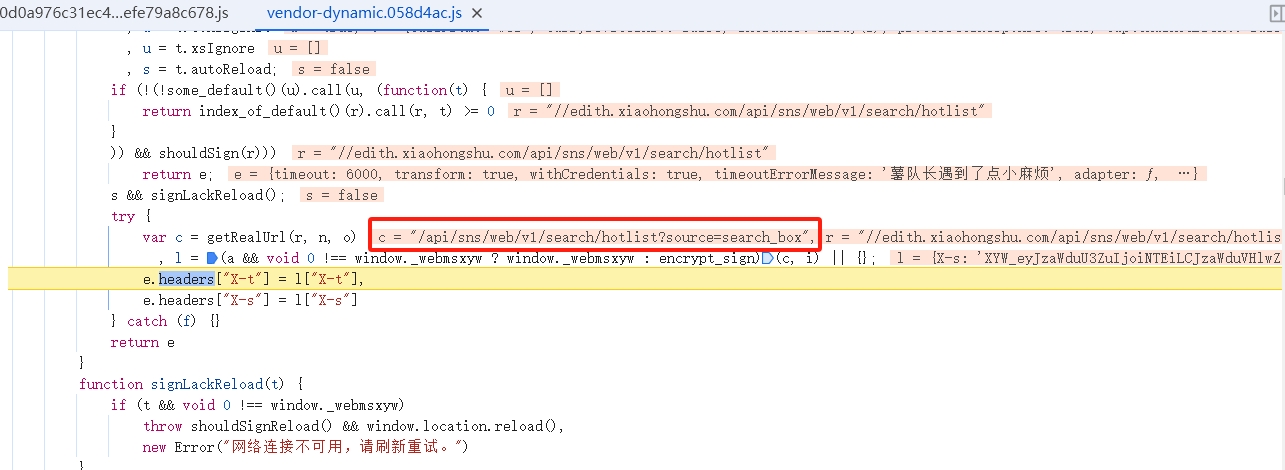 0d0a976c31ec4...efe79a8c678.js vendor-dynamic.058d4ac.js ×
, u = t.xsIgnore u = []
, s = t.autoReload; s = false
if (!(!some_default()(u).call(u, (function(t) { u = []
return index_of_default()(r).call(r, t) >= 0 r = "//edith.xiaohongshu.com/api/sns/web/v1/search/hotlist"
}
)) && shouldSign(r))) r = "//edith.xiaohongshu.com/api/sns/web/v1/search/hotlist"
return e; e = {timeout: 6000, transform: true, withCredentials: true, timeoutErrorMessage: '薯队长遇到了点小麻烦', adapter: ƒ, …}
s && signLackReload(); s = false
try {
var c = getRealUrl(r, n, o) c = "/api/sns/web/v1/search/hotlist?source=search_box", r = "//edith.xiaohongshu.com/api/sns/web/v1/search/hotlis
, l = (a && void 0 !== window._webmsxyw ? window._webmsxyw : encrypt_sign)(c, i) || {}; l = {X-s: 'XYW_eyJzaWduU3ZuIjoiNTEiLCJzaWduVHlwZ
e.headers["X-t"] = l["X-t"],
e.headers["X-s"] = l["X-s"]
} catch (f) {}
return e
}
function signLackReload(t) {
if (t && void 0 !== window._webmsxyw)
throw shouldSignReload() && window.location.reload(),
new Error("网络连接不可用，请刷新重试。")
}